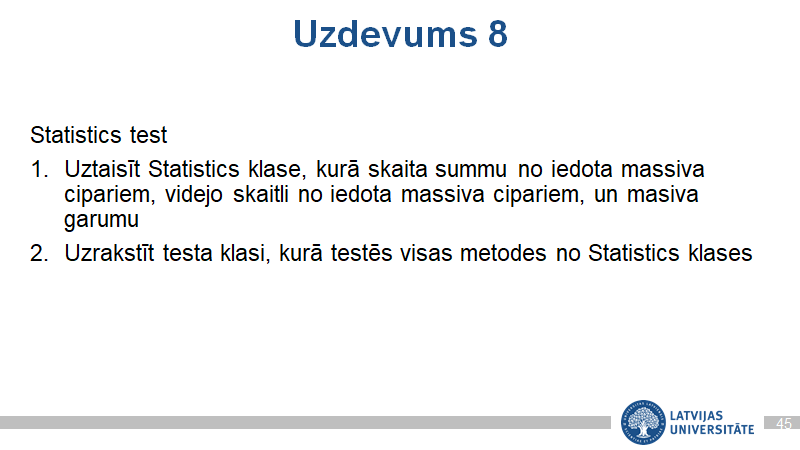 Uzdevums 8
Statistics test
1. Uztaisīt Statistics klase, kurā skaita summu no iedota massiva
cipariem, videjo skaitli no iedota massiva cipariem, un masiva
garumu
2. Uzrakstīt testa klasi, kurā testēs visas metodes no Statistics klases
LATVIJAS
UNIVERSITĀTE
45